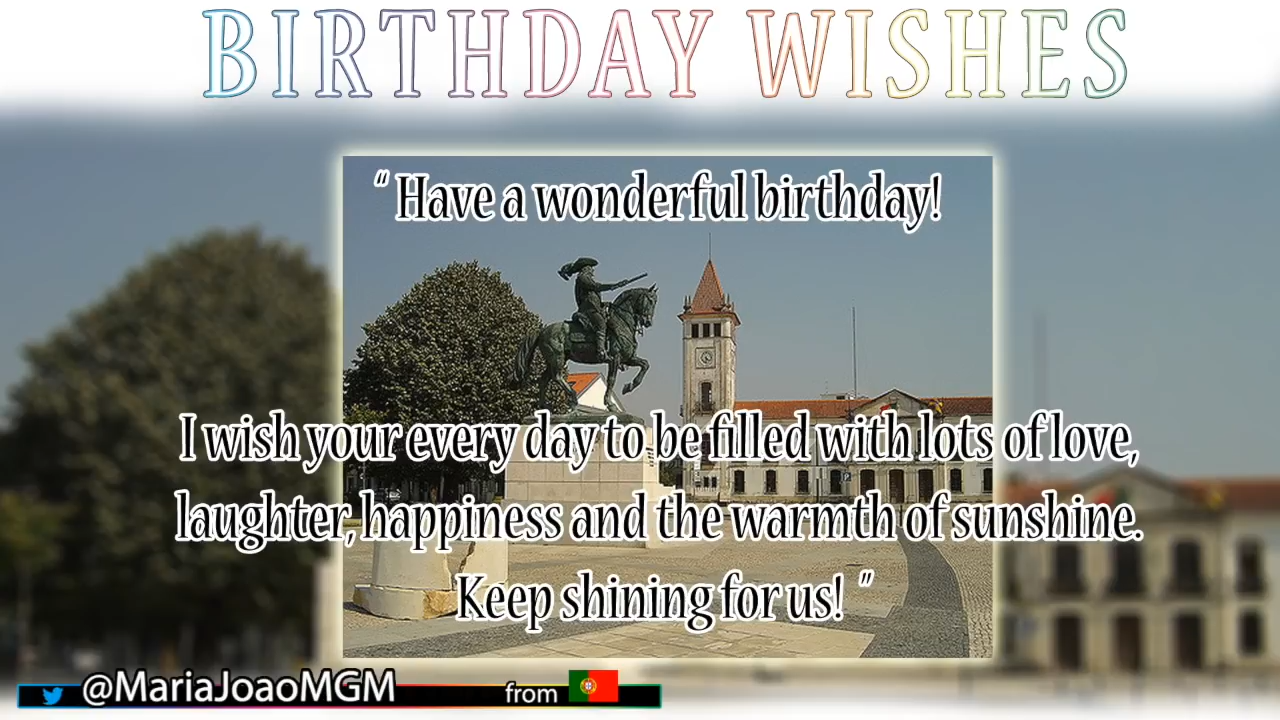 BIRTHDAY WISHES
“ Have a wonderful birthday!
I wish your every day to be filled with lots of love,
laughter, happiness and the warmth of sunshine.
Keep shining for us! ”
@MariaJoaoMGM from